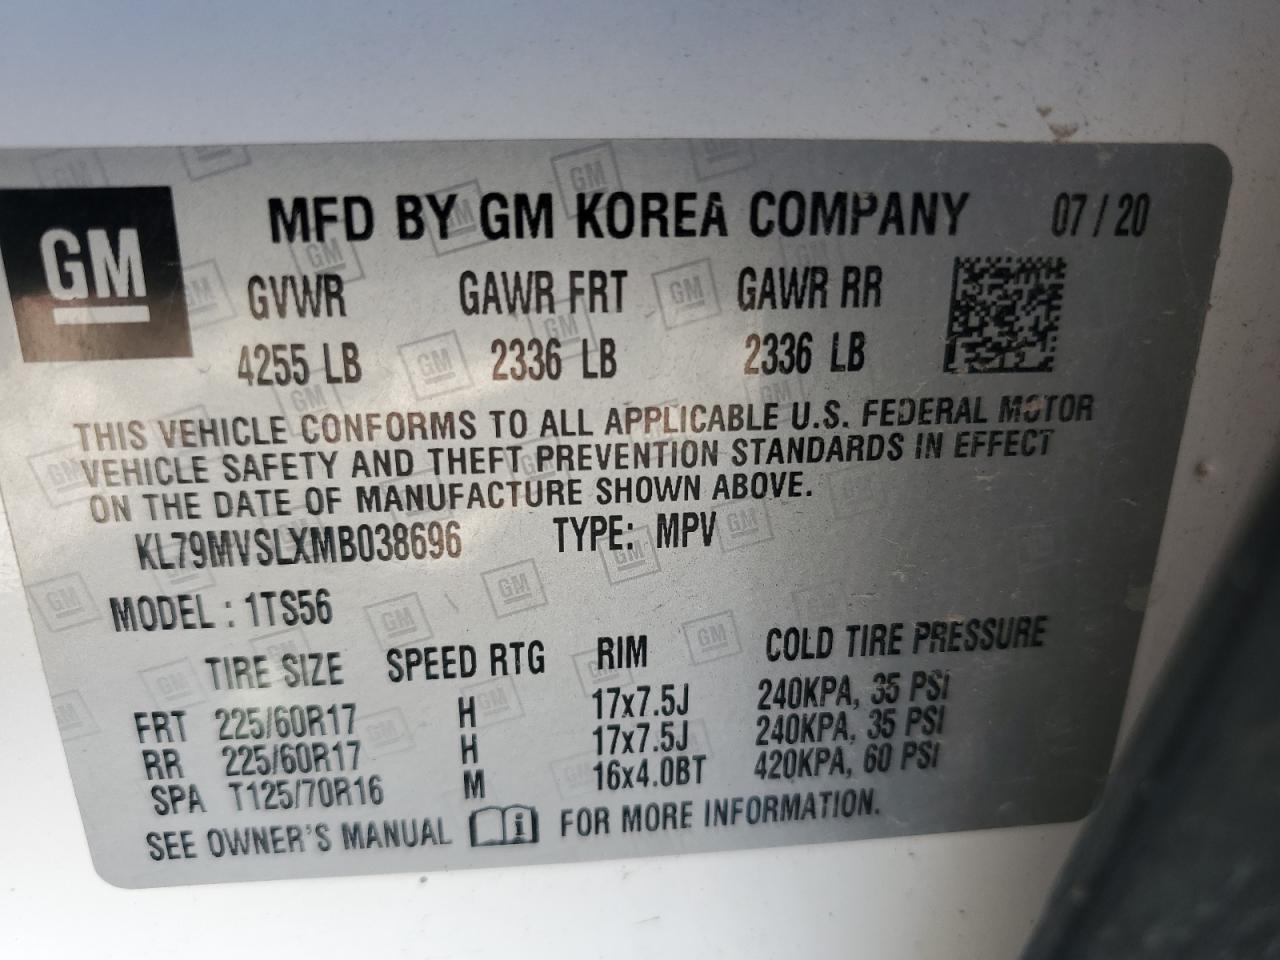 GM
MFD BY GM KOREA COMPANY 07/20
GVWR GAWR FRT GAWR RR
4255 LB 2336 LB 2336 LB
THIS VEHICLE CONFORMS TO ALL APPLICABLE U.S. FEDERAL MOTOR
VEHICLE SAFETY AND THEFT PREVENTION STANDARDS IN EFFECT
ON THE DATE OF MANUFACTURE SHOWN ABOVE.
KL79MVSLXMB038696 TYPE: MPV
MODEL : 1TS56
TIRE SIZE SPEED RTG RIM COLD TIRE PRESSURE
FRT 225/60R17 H 17x7.5J 240KPA, 35 PSI
RR 225/60R17 H 17x7.5J 240KPA, 35 PSI
SPA T125/70R16 M 16x4.0BT 420KPA, 60 PSI
SEE OWNER'S MANUAL i FOR MORE INFORMATION.